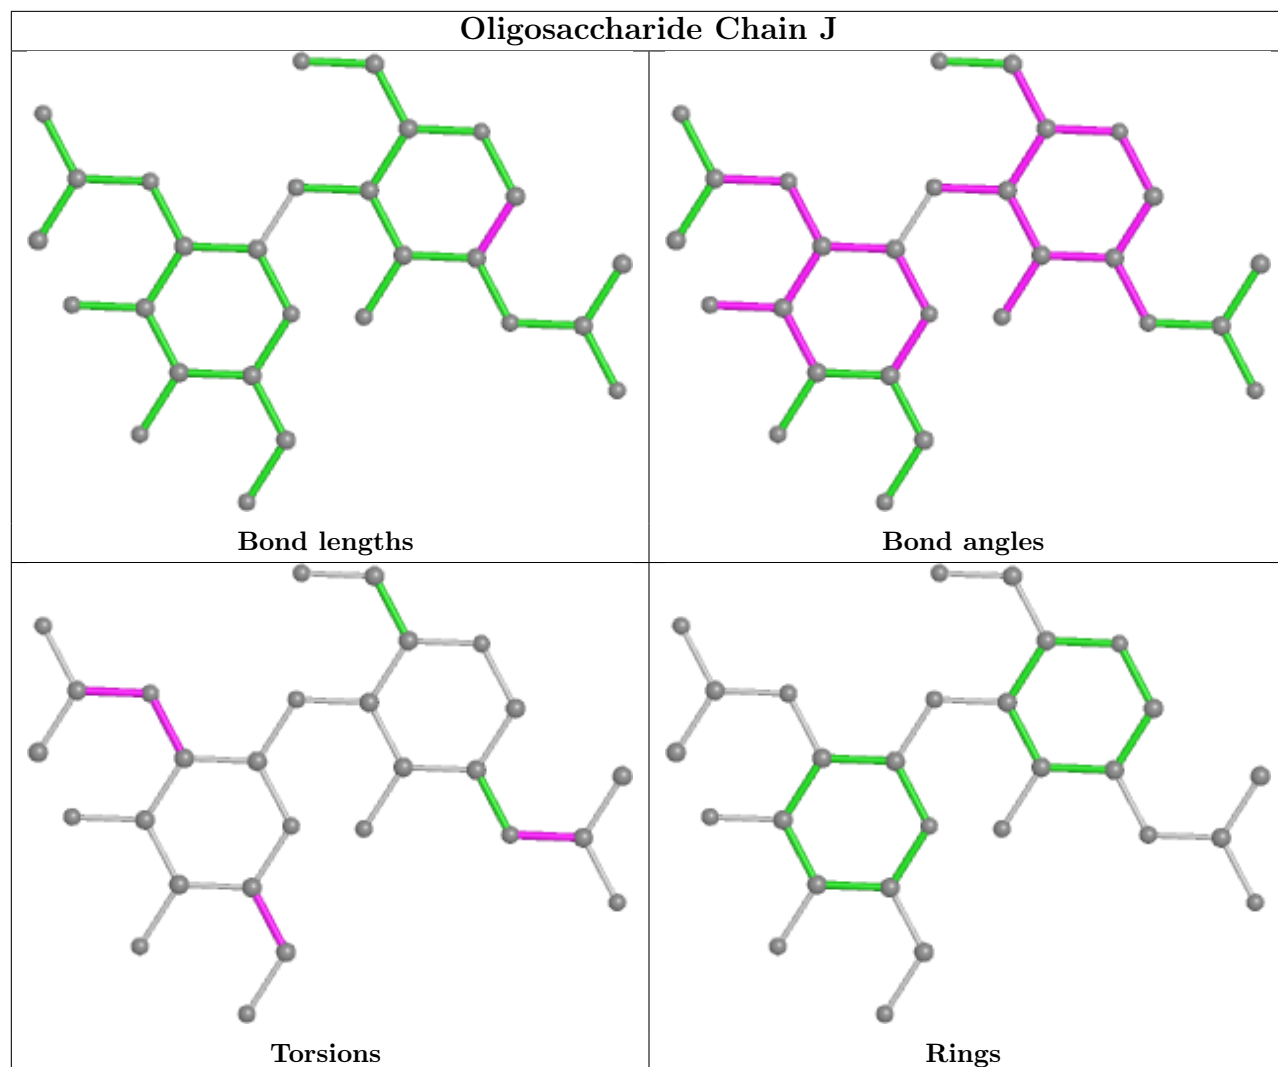 Oligosaccharide Chain J
Bond lengths
Bond angles
Torsions
Rings